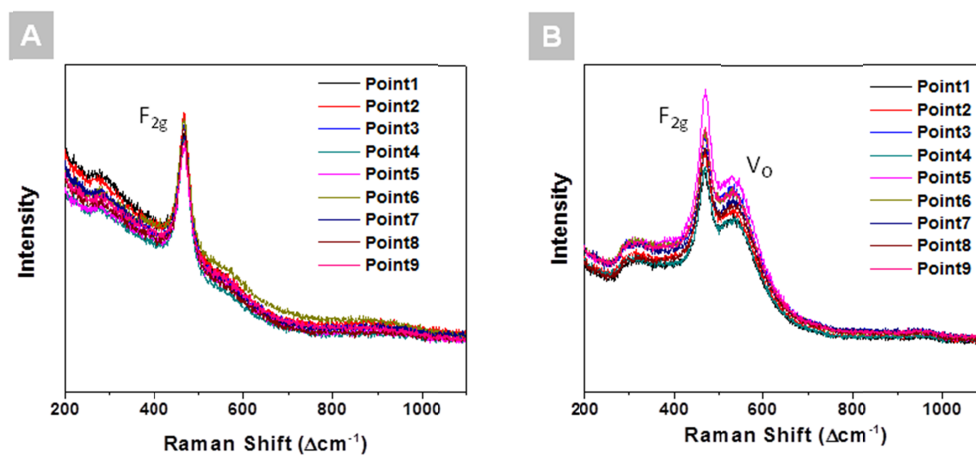 A
F2g
Point1
Point2
Point3
Point4
Point5
Point6
Point7
Point8
Point9
Intensity
200 400 600 800 1000
Raman Shift (Δcm-1)
B
F2g
VO
Point1
Point2
Point3
Point4
Point5
Point6
Point7
Point8
Point9
Intensity
200 400 600 800 1000
Raman Shift (Δcm-1)